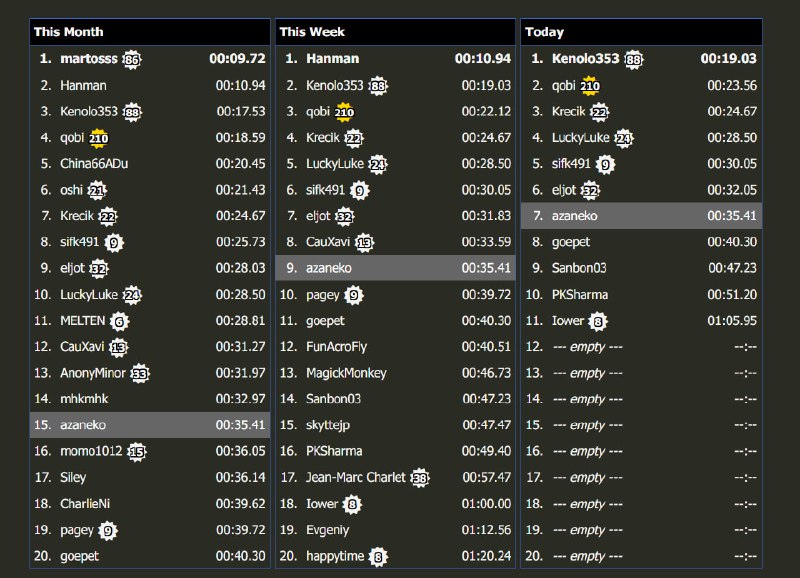 This Month
1. martosss 86 00:09.72
2. Hanman 00:10.94
3. Kenolo353 88 00:17.53
4. qobi 210 00:18.59
5. China66ADu 00:20.45
6. oshi 21 00:21.43
7. Krecik 22 00:24.67
8. sifk491 9 00:25.73
9. eljot 32 00:28.03
10. LuckyLuke 24 00:28.50
11. MELTEN 6 00:28.81
12. CauXavi 13 00:31.27
13. AnonyMinor 33 00:31.97
14. mhkmhk 00:32.97
15. azaneko 00:35.41
16. momo1012 15 00:36.05
17. Siley 00:36.14
18. CharlieNi 00:39.62
19. pagey 9 00:39.72
20. goepet 00:40.30
This Week
1. Hanman 00:10.94
2. Kenolo353 88 00:19.03
3. qobi 210 00:22.12
4. Krecik 22 00:24.67
5. LuckyLuke 24 00:28.50
6. sifk491 9 00:30.05
7. eljot 32 00:31.83
8. CauXavi 13 00:33.59
9. azaneko 00:35.41
10. pagey 9 00:39.72
11. goepet 00:40.30
12. FunAcroFly 00:40.51
13. MagickMonkey 00:46.73
14. Sanbon03 00:47.23
15. skyttejp 00:47.47
16. PKSharma 00:49.40
17. Jean-Marc Charlet 38 00:57.47
18. Iower 8 01:00.00
19. Evgeniy 01:12.56
20. happytime 8 01:20.24
Today
1. Kenolo353 88 00:19.03
2. qobi 210 00:23.56
3. Krecik 22 00:24.67
4. LuckyLuke 24 00:28.50
5. sifk491 9 00:30.05
6. eljot 32 00:32.05
7. azaneko 00:35.41
8. goepet 00:40.30
9. Sanbon03 00:47.23
10. PKSharma 00:51.20
11. Iower 8 01:05.95
12. --- empty --- --:--
13. --- empty --- --:--
14. --- empty --- --:--
15. --- empty --- --:--
16. --- empty --- --:--
17. --- empty --- --:--
18. --- empty --- --:--
19. --- empty --- --:--
20. --- empty --- --:--